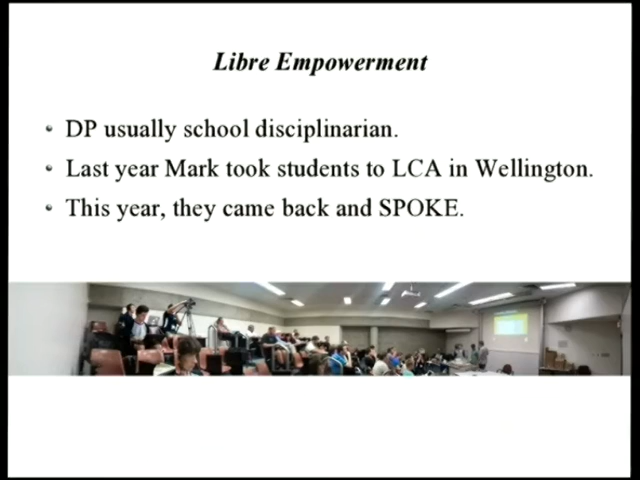 Libre Empowerment
DP usually school disciplinarian.
Last year Mark took students to LCA in Wellington.
This year, they came back and SPOKE.